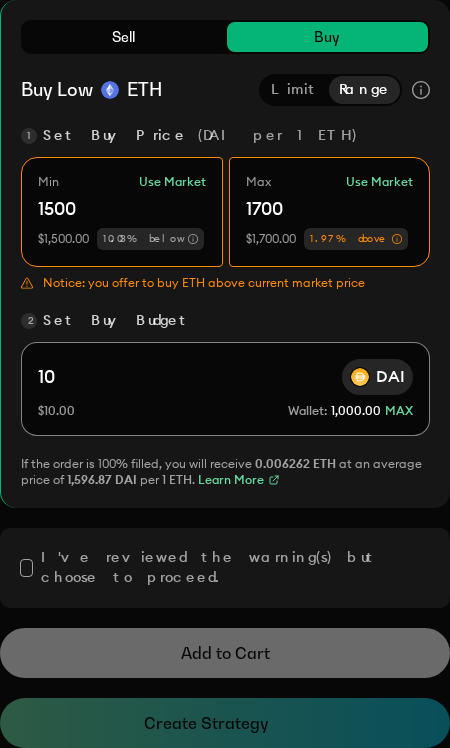 Sell Buy
Buy Low ETH Limit Range
1 Set Buy Price (DAI per 1 ETH)
Min Use Market Max Use Market
1500 1700
$1,500.00 10.03% below $1,700.00 1.97% above
Notice: you offer to buy ETH above current market price
2 Set Buy Budget
10 DAI
$10.00 Wallet: 1,000.00 MAX
If the order is 100% filled, you will receive 0.006262 ETH at an average
price of 1,596.87 DAI per 1 ETH. Learn More
I've reviewed the warning(s) but
choose to proceed.
Add to Cart
Create Strategy